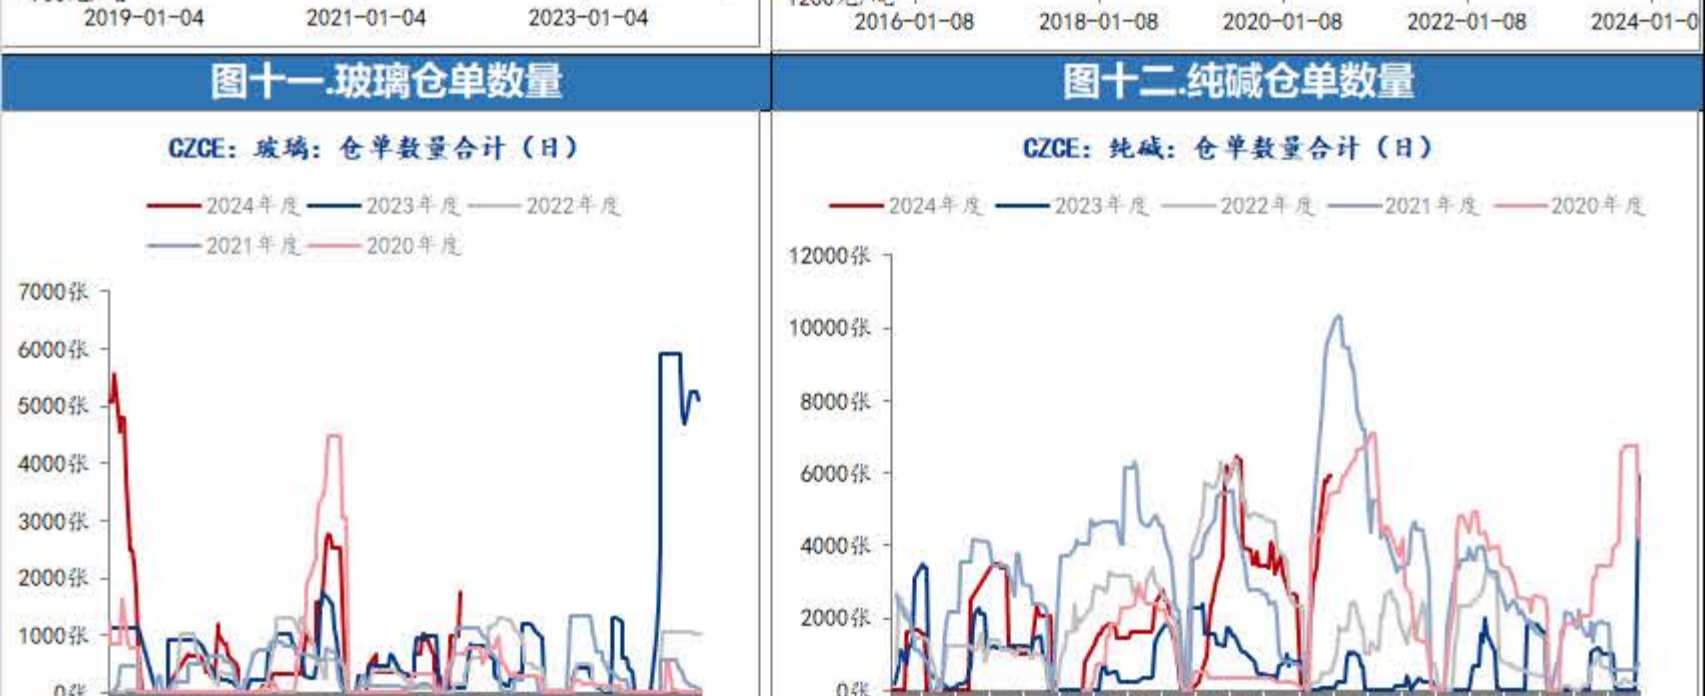 2019-01-04 2021-01-04 2023-01-04
2016-01-08 2018-01-08 2020-01-08 2022-01-08 2024-01-0
图十一.玻璃仓单数量
CZCE：玻璃：仓单数量合计（日）
2024年度 2023年度 2022年度
2021年度 2020年度
7000张
6000张
5000张
4000张
3000张
2000张
1000张
0张
图十二.纯碱仓单数量
CZCE：纯碱：仓单数量合计（日）
2024年度 2023年度 2022年度 2021年度 2020年度
12000张
10000张
8000张
6000张
4000张
2000张
0张